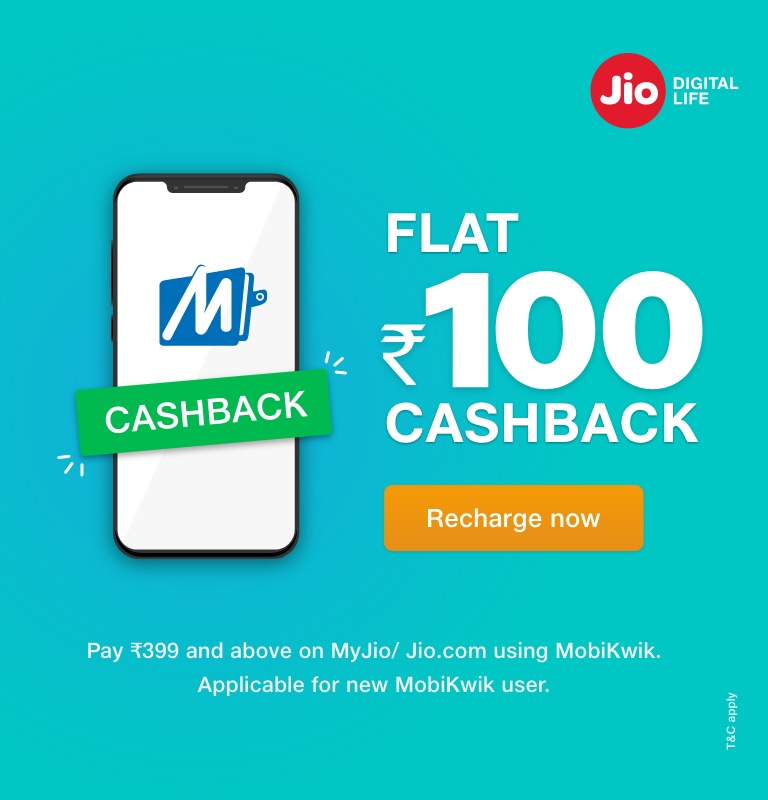 Jio
DIGITAL
LIFE
FLAT
₹100
CASHBACK
M
CASHBACK
Recharge now
Pay ₹399 and above on MyJio/ Jio.com using MobiKwik.
Applicable for new MobiKwik user.
T&C apply